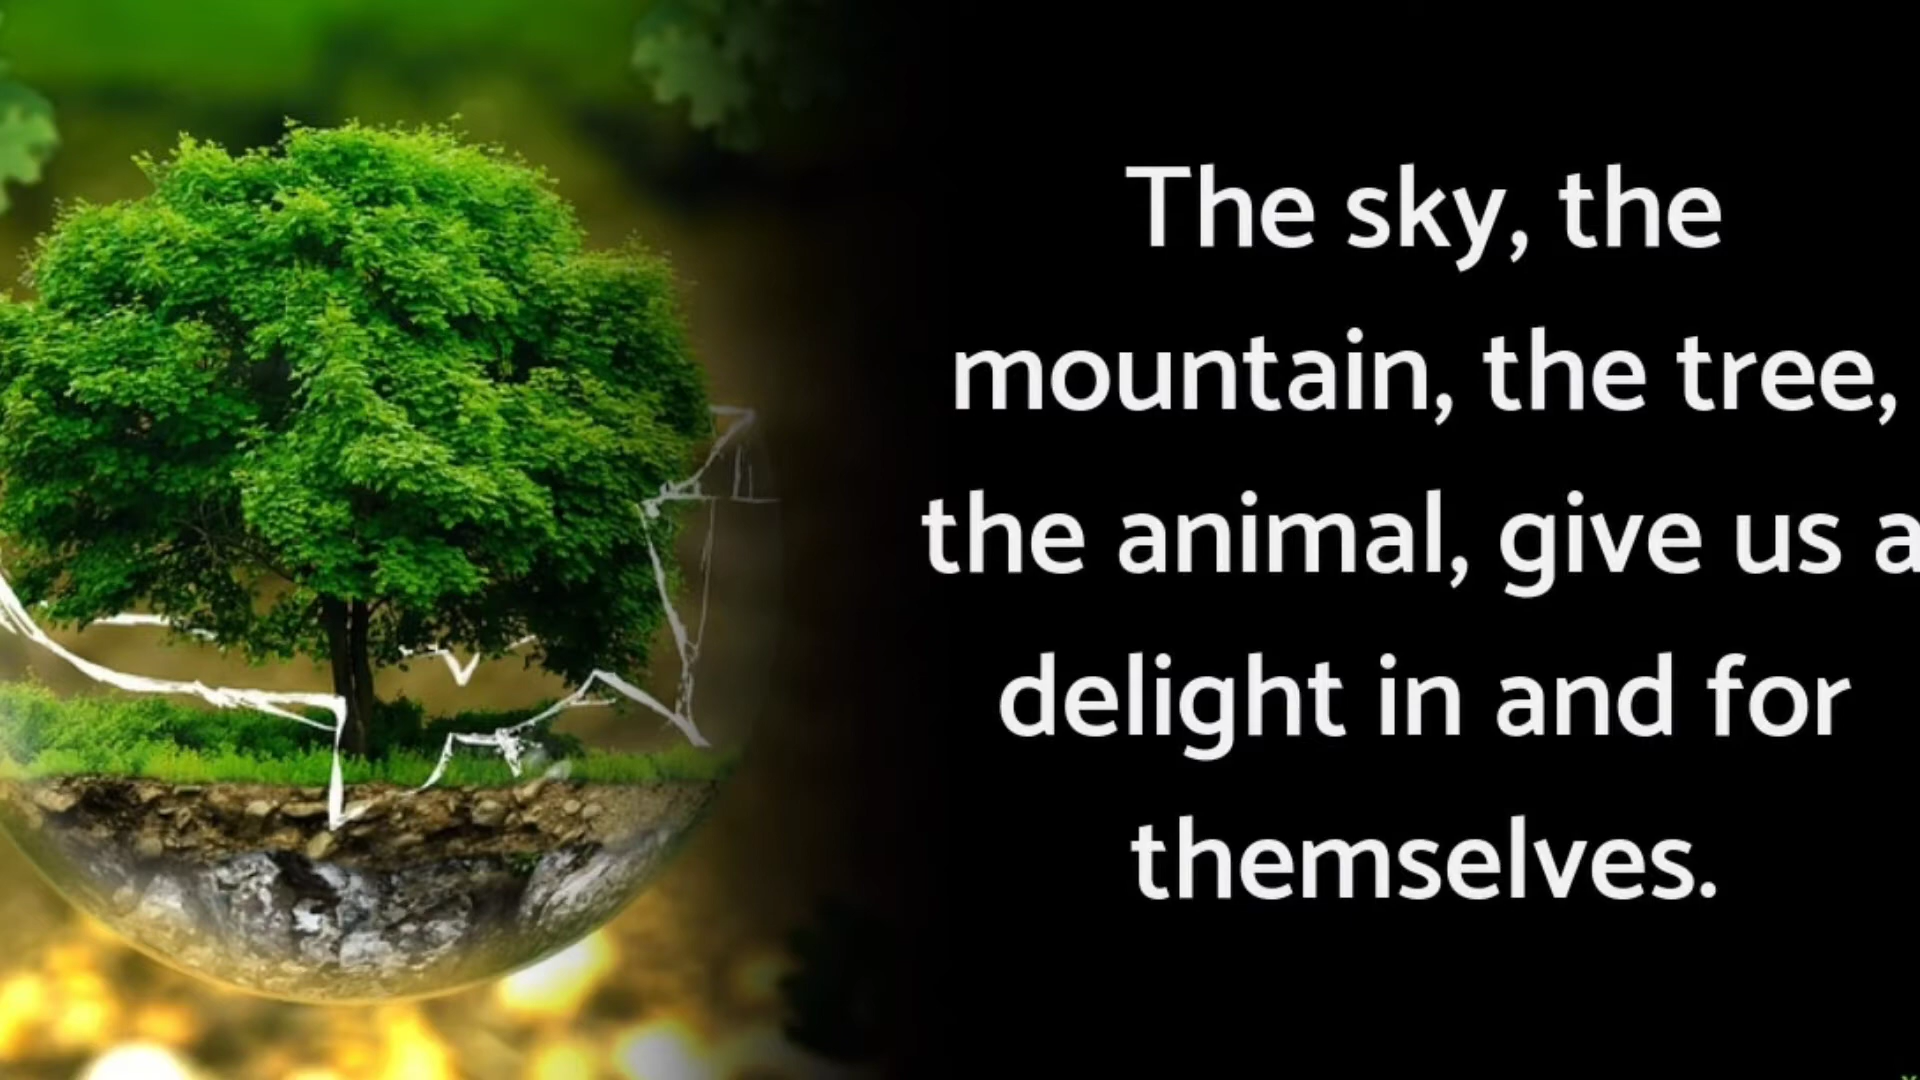 The sky, the
mountain, the tree,
the animal, give us a
delight in and for
themselves.